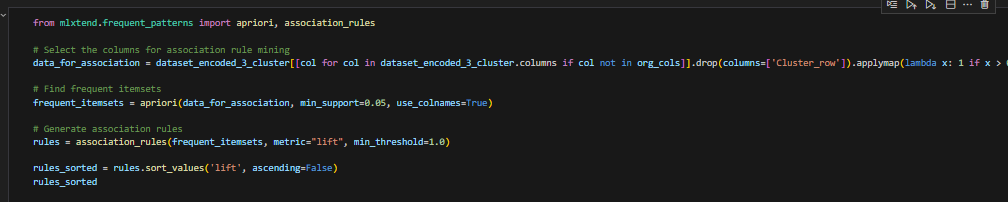 from mlxtend.frequent_patterns import apriori, association_rules
# Select the columns for association rule mining
data_for_association = dataset_encoded_3_cluster[[col for col in dataset_encoded_3_cluster.columns if col not in org_cols]].drop(columns=['Cluster_row']).applymap(lambda x: 1 if x >
# Find frequent itemsets
frequent_itemsets = apriori(data_for_association, min_support=0.05, use_colnames=True)
# Generate association rules
rules = association_rules(frequent_itemsets, metric="lift", min_threshold=1.0)
rules_sorted = rules.sort_values('lift', ascending=False)
rules_sorted